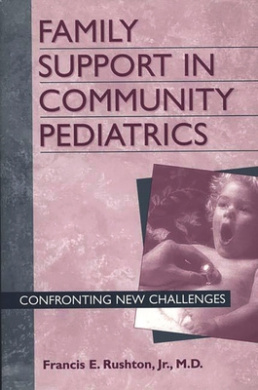 FAMILY
SUPPORT IN
COMMUNITY
PEDIATRICS
CONFRONTING NEW CHALLENGES
Francis E. Rushton, Jr., M.D.